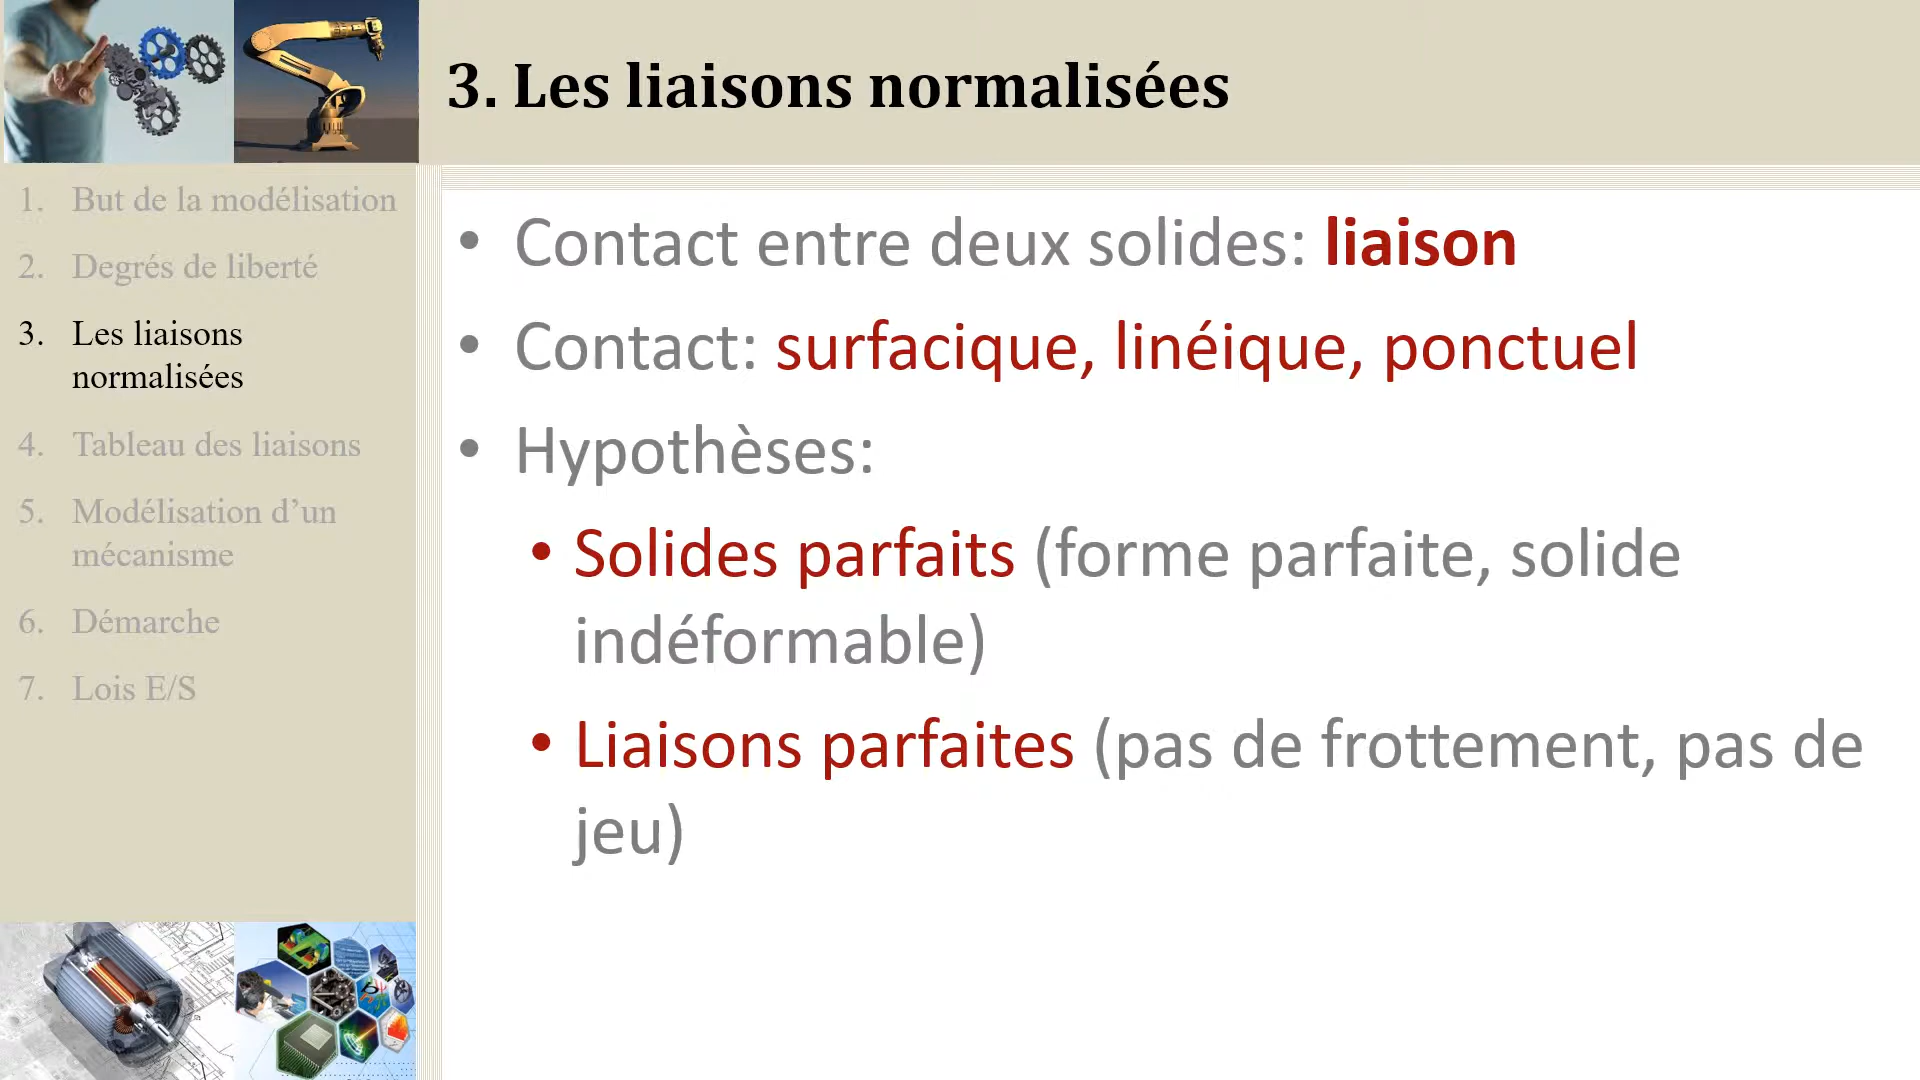 3. Les liaisons normalisées
1. But de la modélisation
2. Degrés de liberté
3. Les liaisons
normalisées
4. Tableau des liaisons
5. Modélisation d’un
mécanisme
6. Démarche
7. Lois E/S
• Contact entre deux solides: liaison
• Contact: surfacique, linéique, ponctuel
• Hypothèses:
• Solides parfaits (forme parfaite, solide
indéformable)
• Liaisons parfaites (pas de frottement, pas de
jeu)